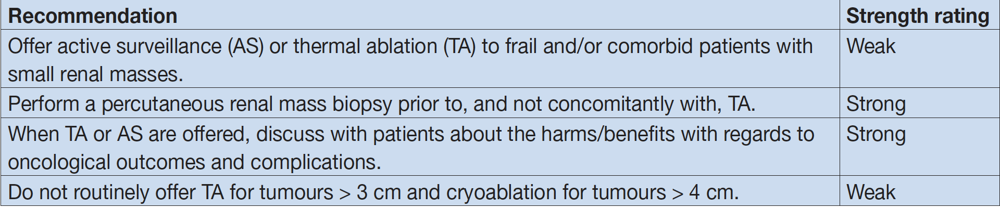 Recommendation Strength rating
Offer active surveillance (AS) or thermal ablation (TA) to frail and/or comorbid patients with Weak
small renal masses.
Perform a percutaneous renal mass biopsy prior to, and not concomitantly with, TA. Strong
When TA or AS are offered, discuss with patients about the harms/benefits with regards to Strong
oncological outcomes and complications.
Do not routinely offer TA for tumours > 3 cm and cryoablation for tumours > 4 cm. Weak